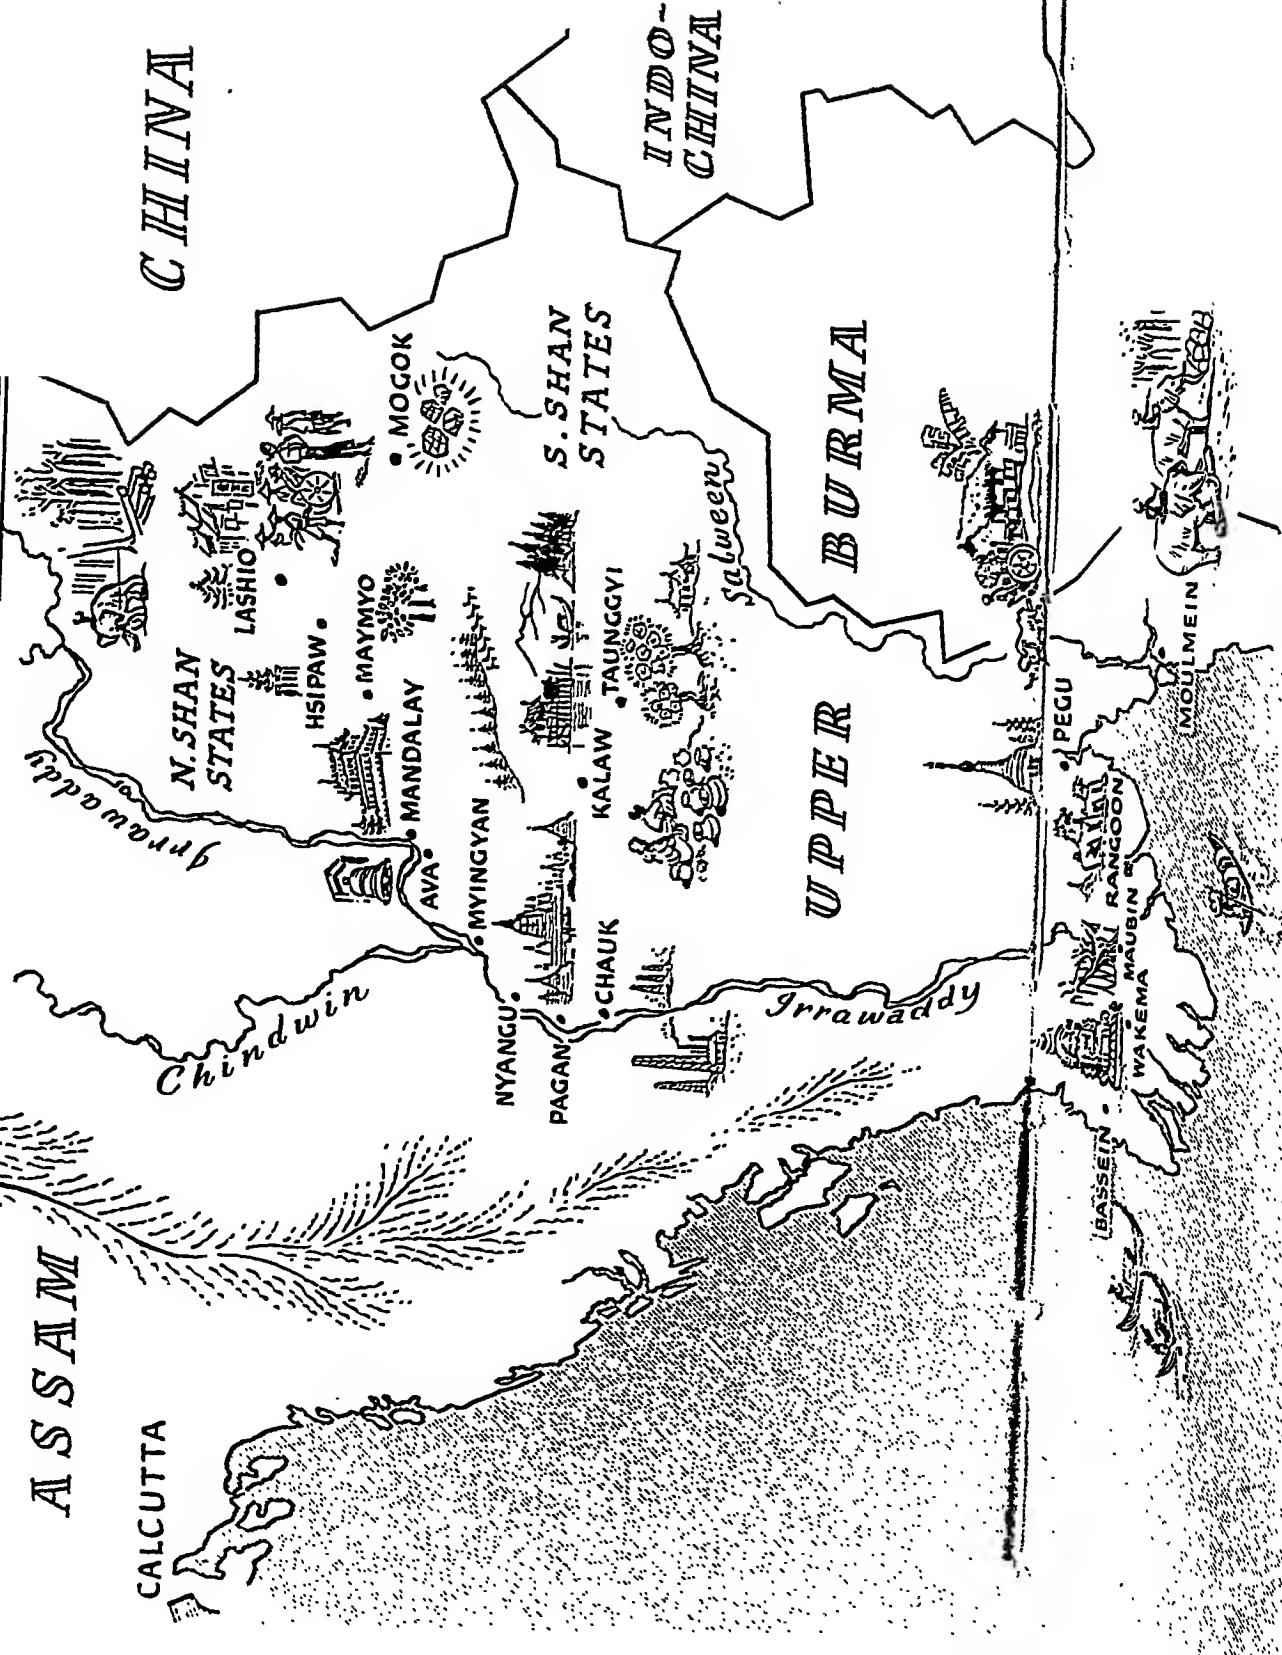 ASSAM
CALCUTTA
CHINA
INDO-
CHINA
Irrawaddy
Chindwin
N. SHAN
STATES
LASHIO
HSIPAW
MAYMYO
MOGOK
MANDALAY
AVA
MYINGYAN
NYANGU
PAGAN
CHAUK
KALAW
TAUNGGYI
S. SHAN
STATES
Salween
Irrawaddy
UPPER BURMA
PEGU
RANGOON
MAUBIN
WAKEMA
BASSEIN
MOULMEIN